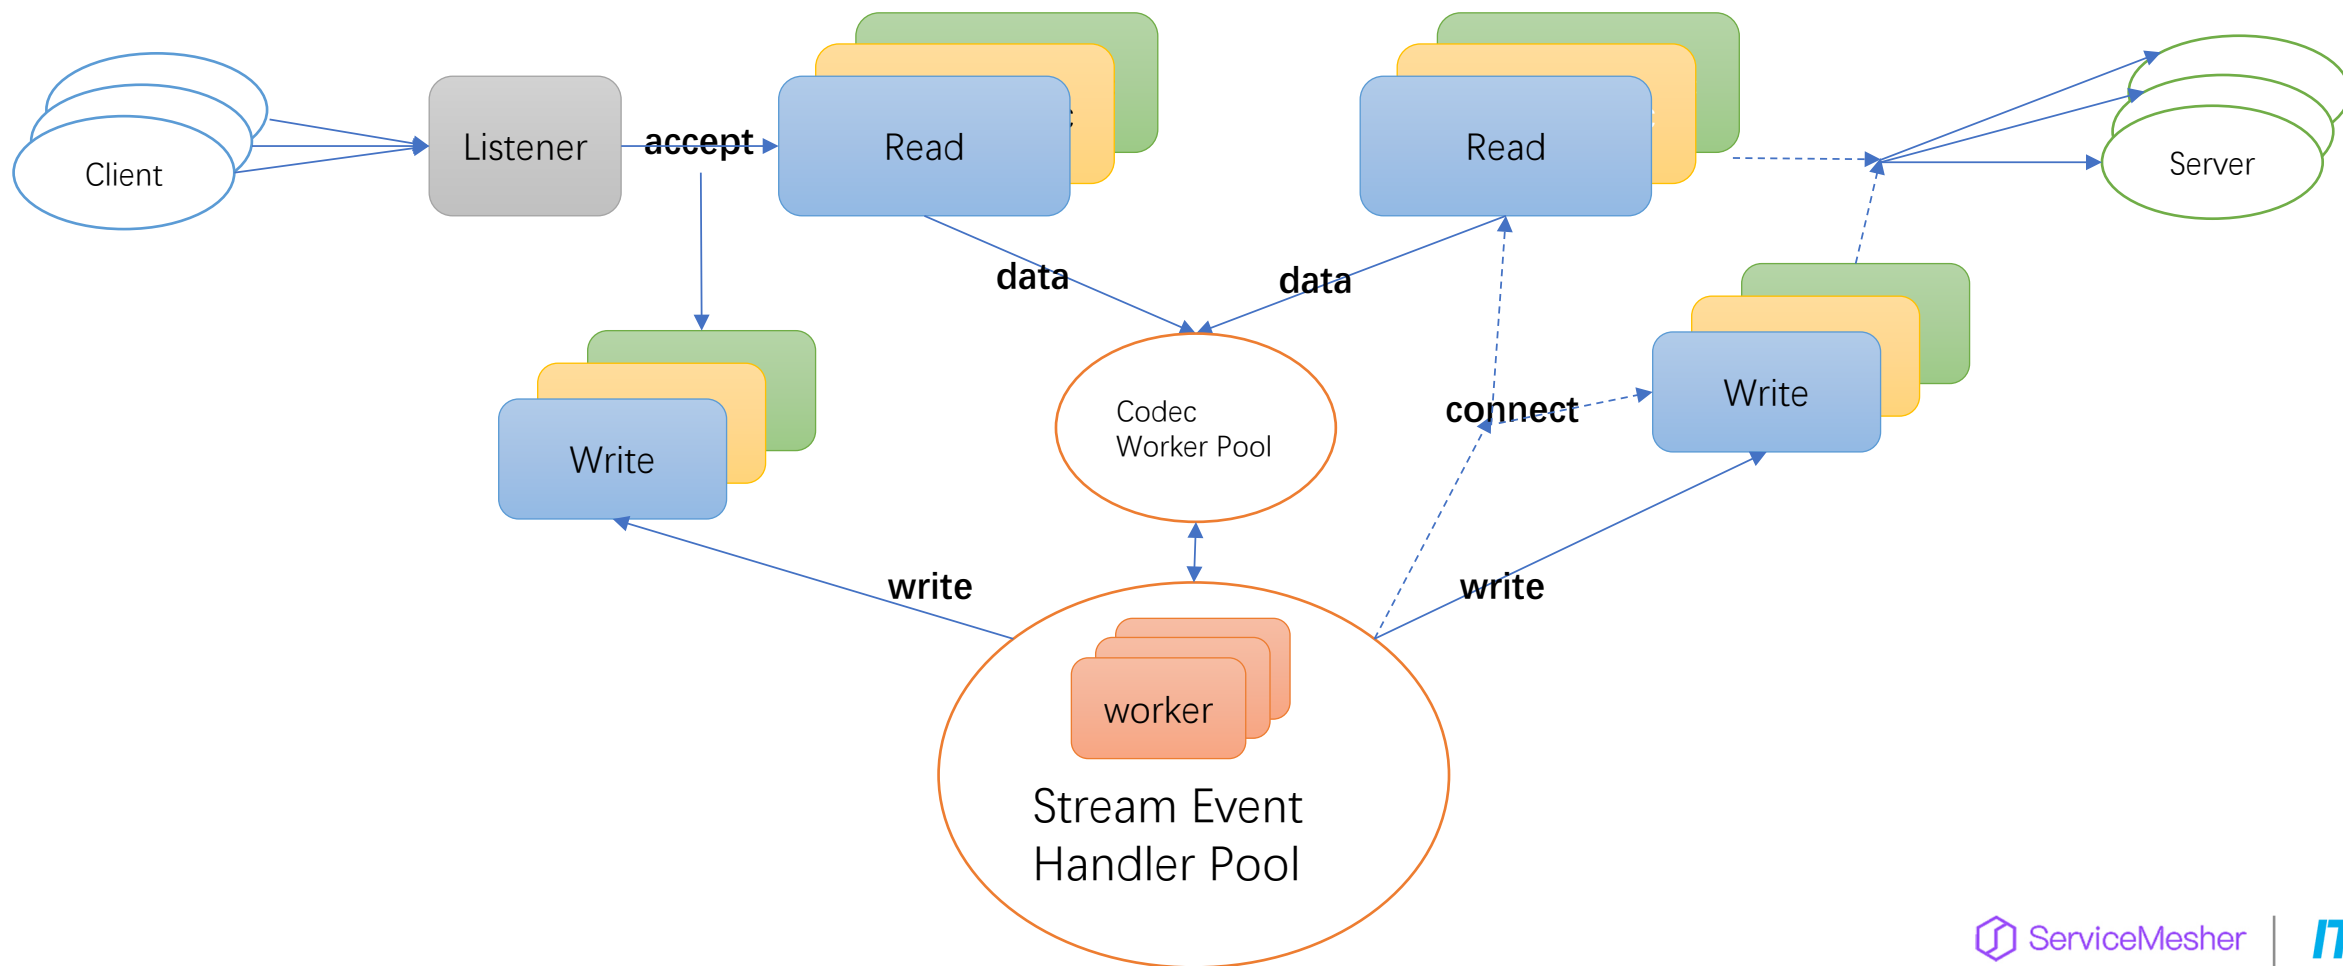 Client
Listener
accept
Read
Read
Server
data
data
Codec
Worker Pool
connect
Write
Write
write
write
worker
Stream Event
Handler Pool
ServiceMesher